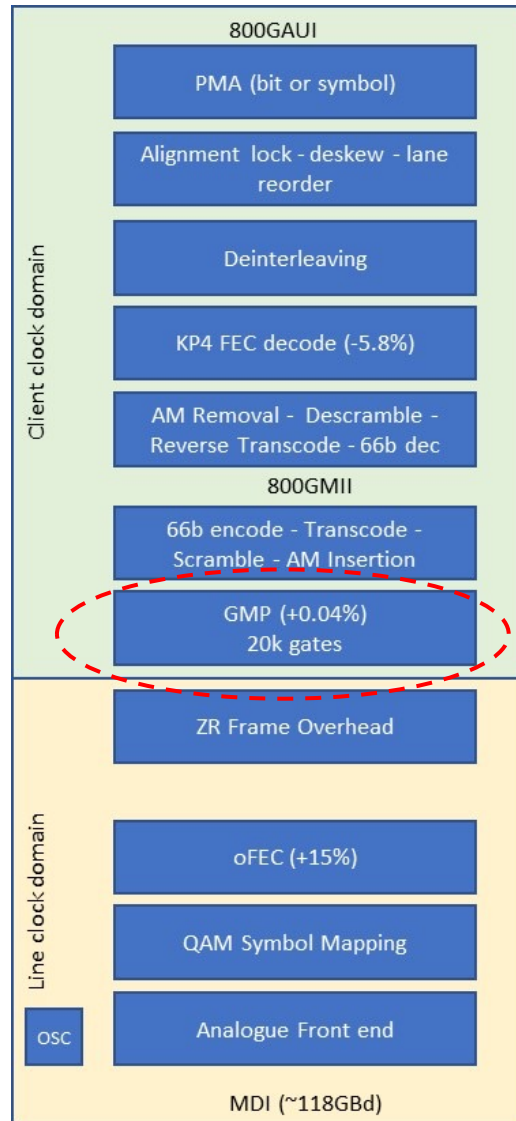 800GAUI
PMA (bit or symbol)
Alignment lock - deskew - lane
reorder
Deinterleaving
Client clock domain
KP4 FEC decode (-5.8%)
AM Removal - Descramble -
Reverse Transcode - 66b dec
800GMII
66b encode - Transcode -
Scramble - AM Insertion
GMP (+0.04%)
20k gates
ZR Frame Overhead
Line clock domain
oFEC (+15%)
QAM Symbol Mapping
OSC
Analogue Front end
MDI (~118GBd)